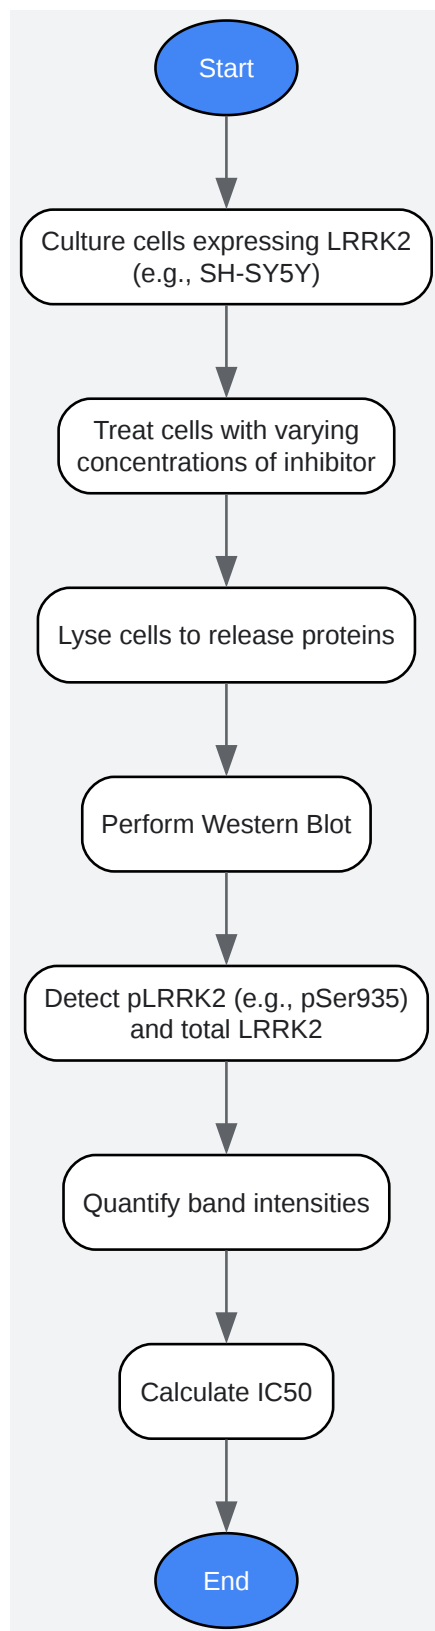 Start
Culture cells expressing LRRK2
(e.g., SH-SY5Y)
Treat cells with varying
concentrations of inhibitor
Lyse cells to release proteins
Perform Western Blot
Detect pLRRK2 (e.g., pSer935)
and total LRRK2
Quantify band intensities
Calculate IC50
End